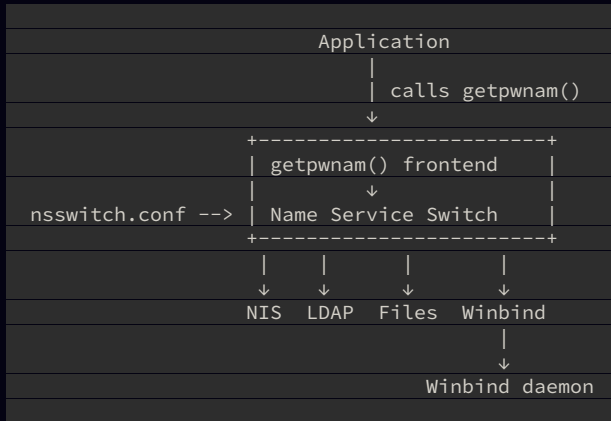 Application
|
| calls getpwnam()
↓
+------------------------+
| getpwnam() frontend |
| ↓ |
nsswitch.conf --> | Name Service Switch |
+------------------------+
| | | |
↓ ↓ ↓ ↓
NIS LDAP Files Winbind
|
↓
Winbind daemon